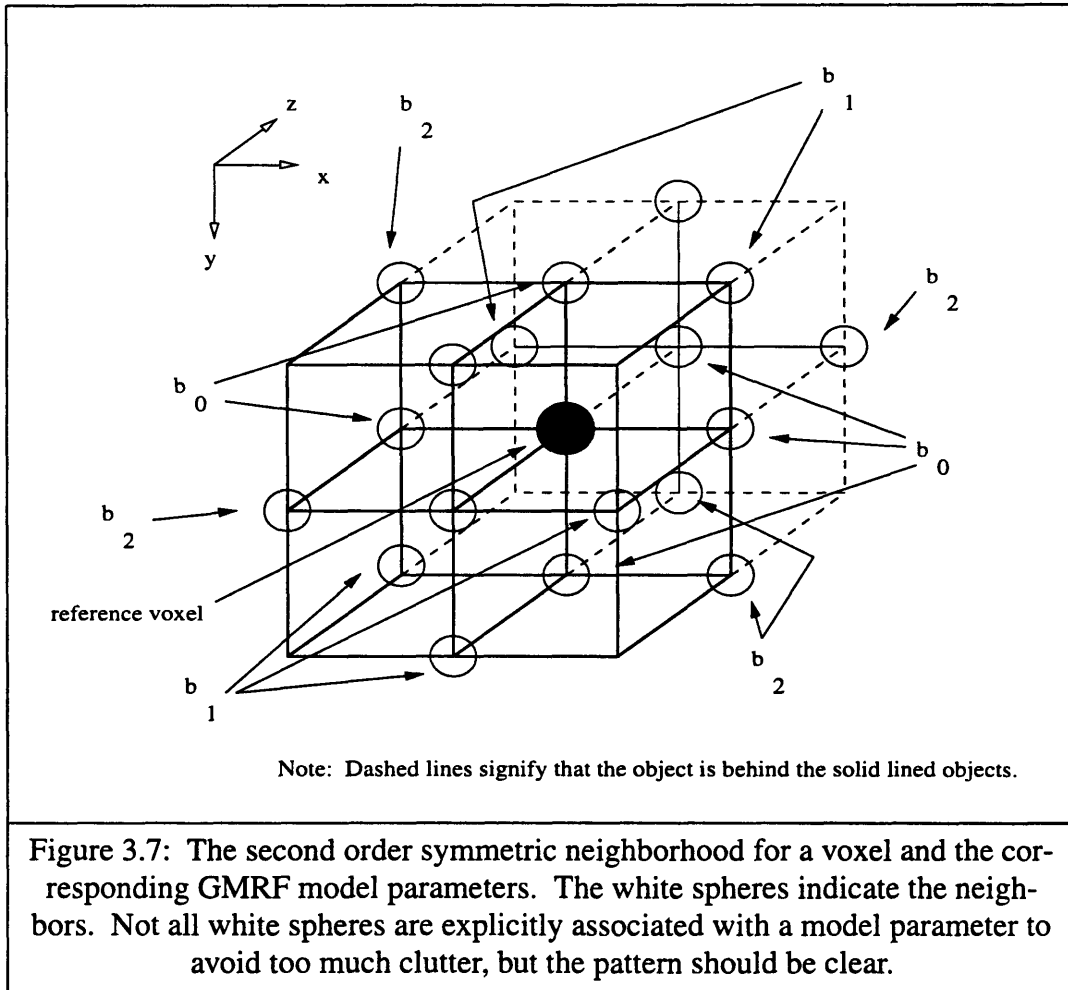 b
1
b
2
z
x
y
b
2
b
0
b
0
b
2
reference voxel
b
1
b
2
Note: Dashed lines signify that the object is behind the solid lined objects.
Figure 3.7: The second order symmetric neighborhood for a voxel and the cor-
responding GMRF model parameters. The white spheres indicate the neigh-
bors. Not all white spheres are explicitly associated with a model parameter to
avoid too much clutter, but the pattern should be clear.